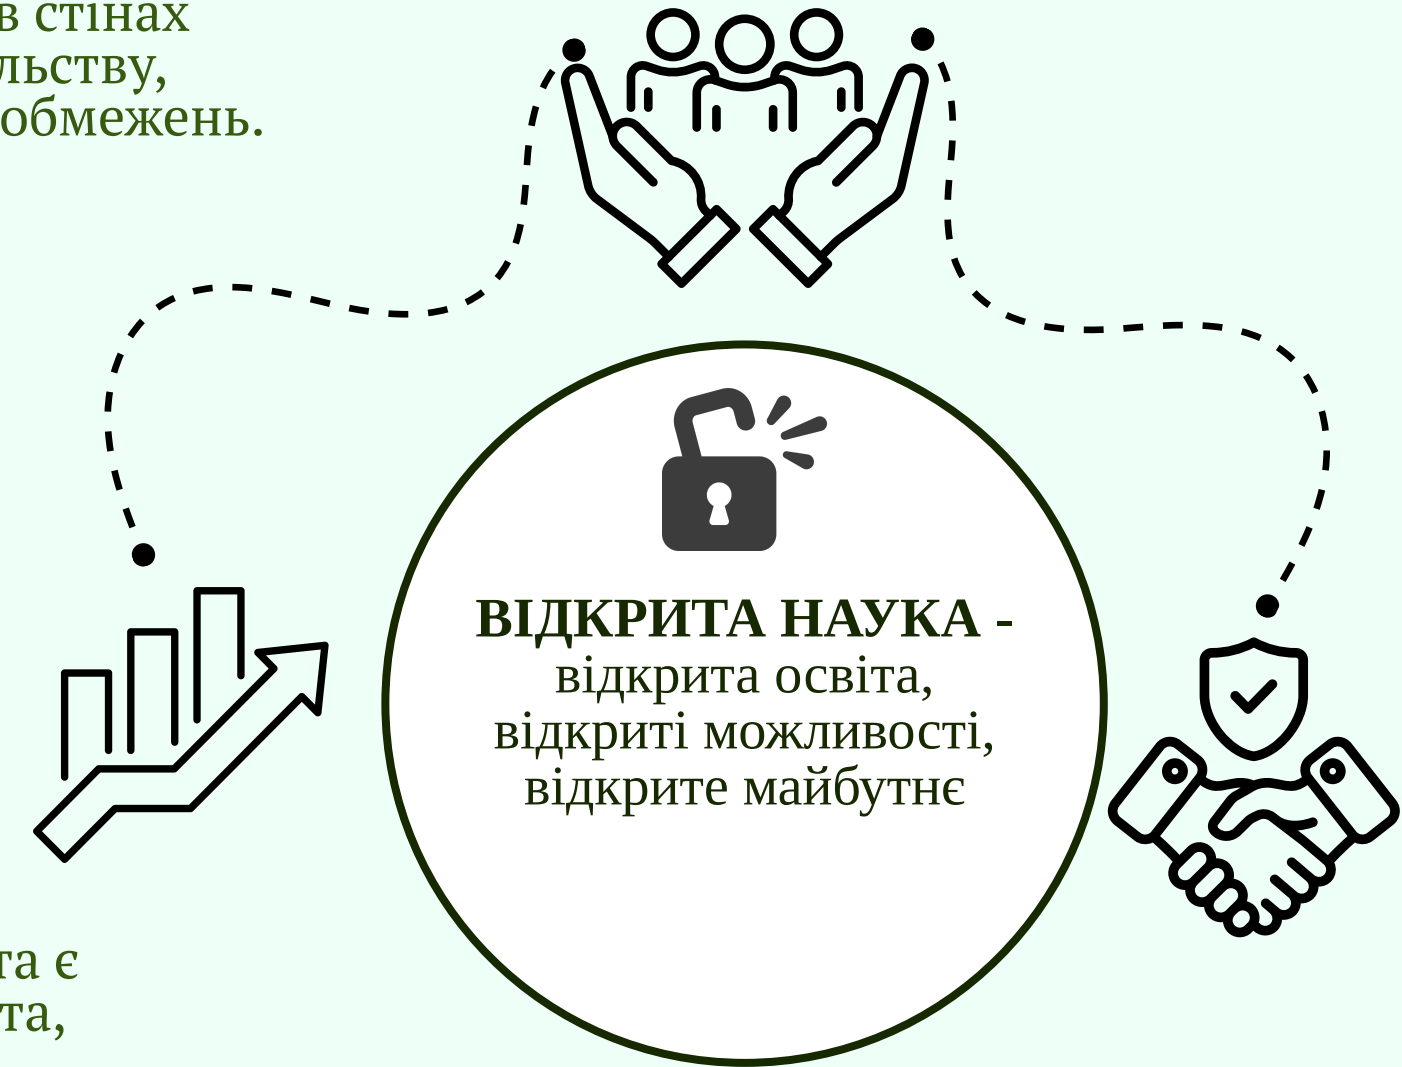 в стінах
льству,
обмежень.
ВІДКРИТА НАУКА -
відкрита освіта,
відкриті можливості,
відкрите майбутнє
та є
та,